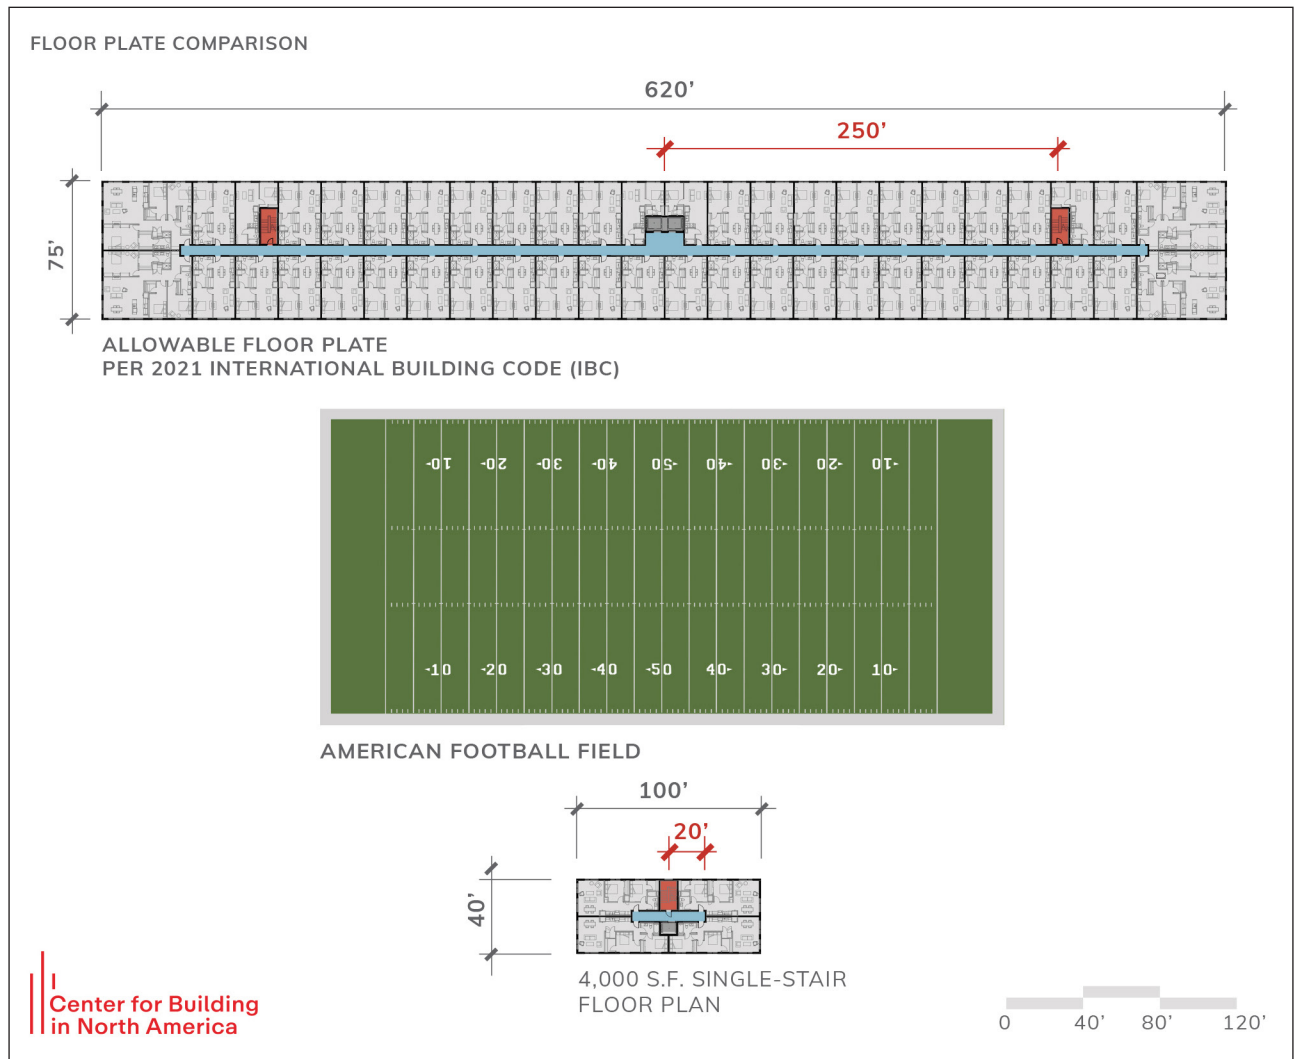 FLOOR PLATE COMPARISON
620’
250’
75’
ALLOWABLE FLOOR PLATE
PER 2021 INTERNATIONAL BUILDING CODE (IBC)
10 20 30 40 50 40 30 20 10
10 20 30 40 50 40 30 20 10
AMERICAN FOOTBALL FIELD
100’
20’
40’
4,000 S.F. SINGLE-STAIR
FLOOR PLAN
Center for Building
in North America
0 40’ 80’ 120’